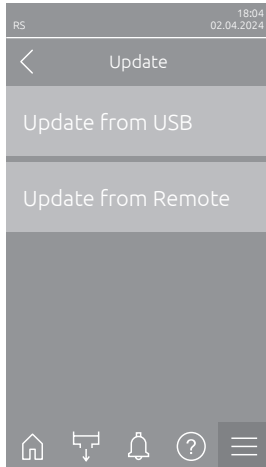 18:04
RS 02.04.2024
Update
Update from USB
Update from Remote
?